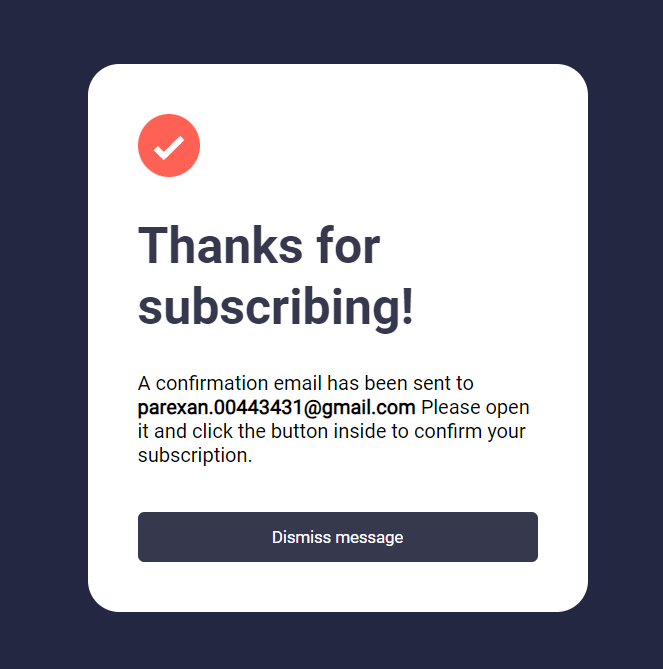 Thanks for
subscribing!
A confirmation email has been sent to
parexan.00443431@gmail.com Please open
it and click the button inside to confirm your
subscription.
Dismiss message